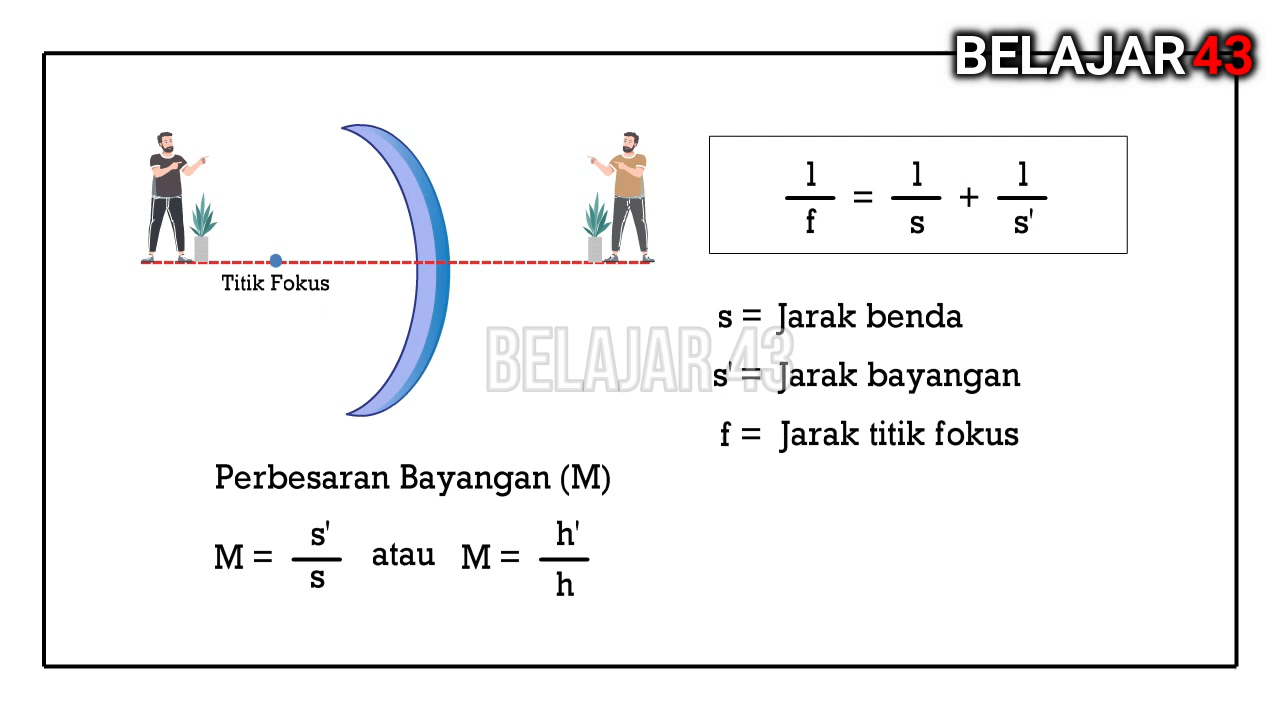 BELAJAR 43
Titik Fokus
1/f = 1/s + 1/s'
s = Jarak benda
s' = Jarak bayangan
f = Jarak titik fokus
BELAJAR 43
Perbesaran Bayangan (M)
M = s'/s atau M = h'/h